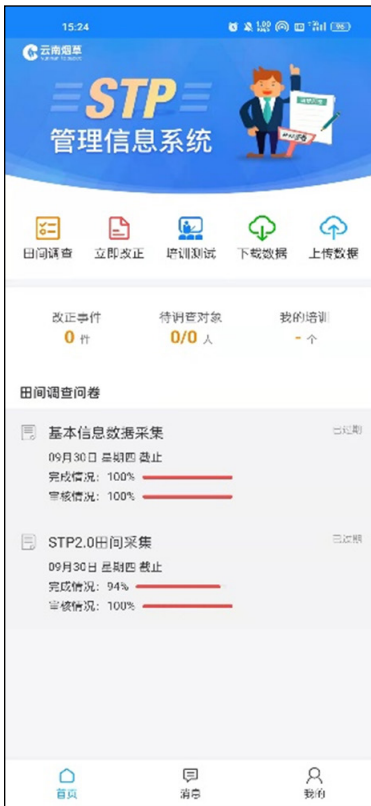 15:24
云南烟草
STP
管理信息系统
田间调查 立即改正 培训测试 下载数据 上传数据
改正事件 待调查对象 我的培训
0 件 0/0 人 - 个
田间调查问卷
基本信息数据采集 已过期
09月30日 星期四 截止
完成情况: 100%
审核情况: 100%
STP2.0田间采集 已过期
09月30日 星期四 截止
完成情况: 94%
审核情况: 100%
首页 消息 我的